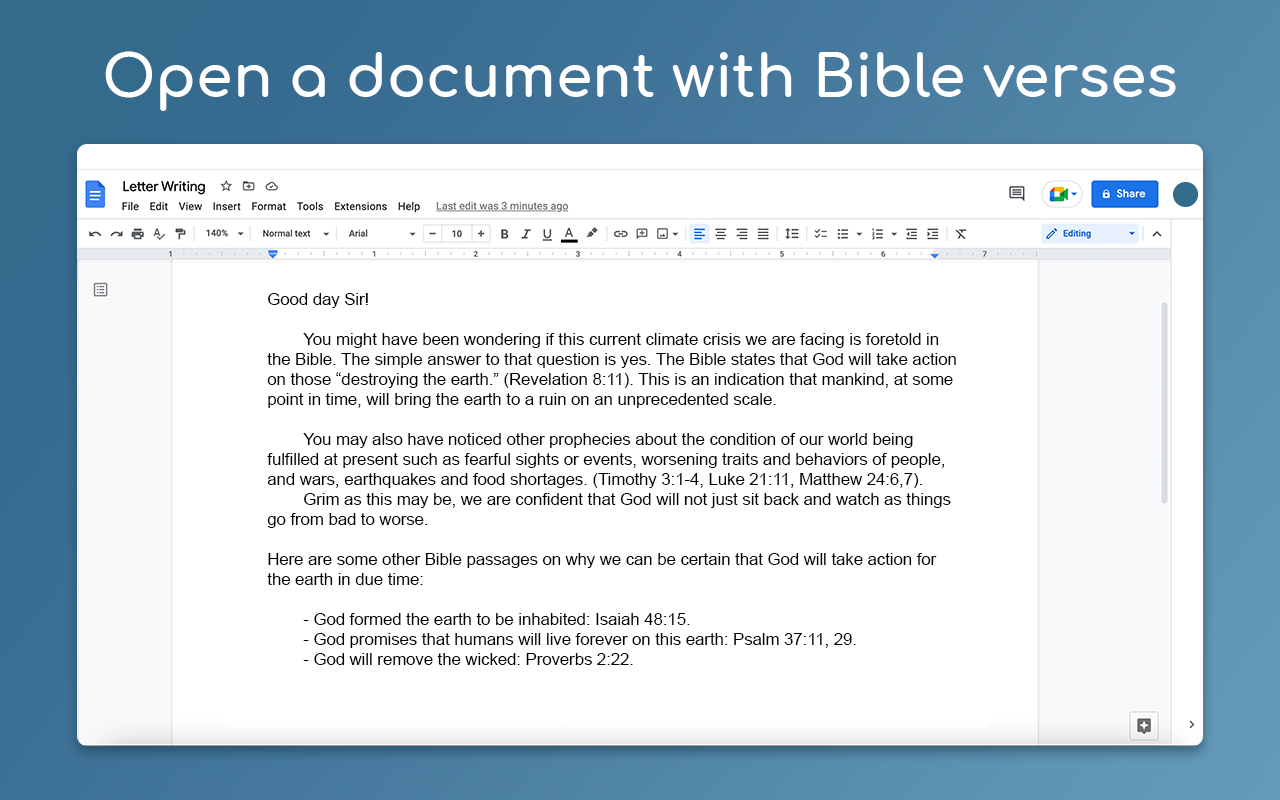 Open a document with Bible verses
Letter Writing
File Edit View Insert Format Tools Extensions Help Last edit was 3 minutes ago
Share
140% Normal text Arial − 10 + B I U A Editing
1 1 2 3 4 5 6 7
Good day Sir!
You might have been wondering if this current climate crisis we are facing is foretold in
the Bible. The simple answer to that question is yes. The Bible states that God will take action
on those “destroying the earth.” (Revelation 8:11). This is an indication that mankind, at some
point in time, will bring the earth to a ruin on an unprecedented scale.
You may also have noticed other prophecies about the condition of our world being
fulfilled at present such as fearful sights or events, worsening traits and behaviors of people,
and wars, earthquakes and food shortages. (Timothy 3:1-4, Luke 21:11, Matthew 24:6,7).
Grim as this may be, we are confident that God will not just sit back and watch as things
go from bad to worse.
Here are some other Bible passages on why we can be certain that God will take action for
the earth in due time:
- God formed the earth to be inhabited: Isaiah 48:15.
- God promises that humans will live forever on this earth: Psalm 37:11, 29.
- God will remove the wicked: Proverbs 2:22.